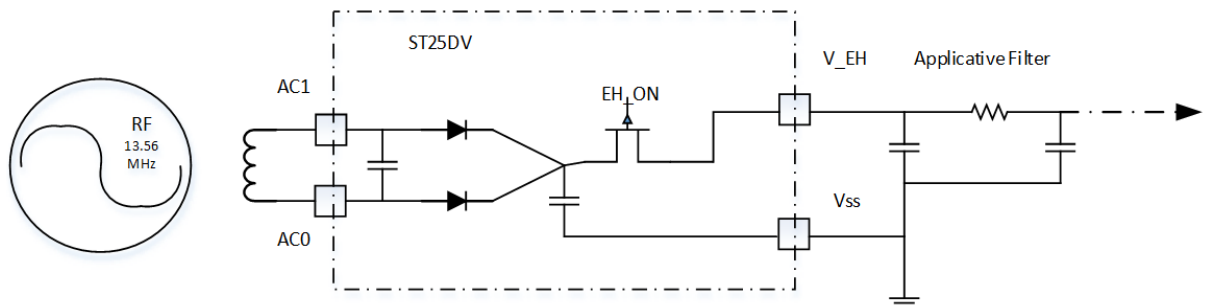 ST25DV
V_EH
Applicative Filter
AC1
EH_ON
RF
13.56
MHz
Vss
AC0